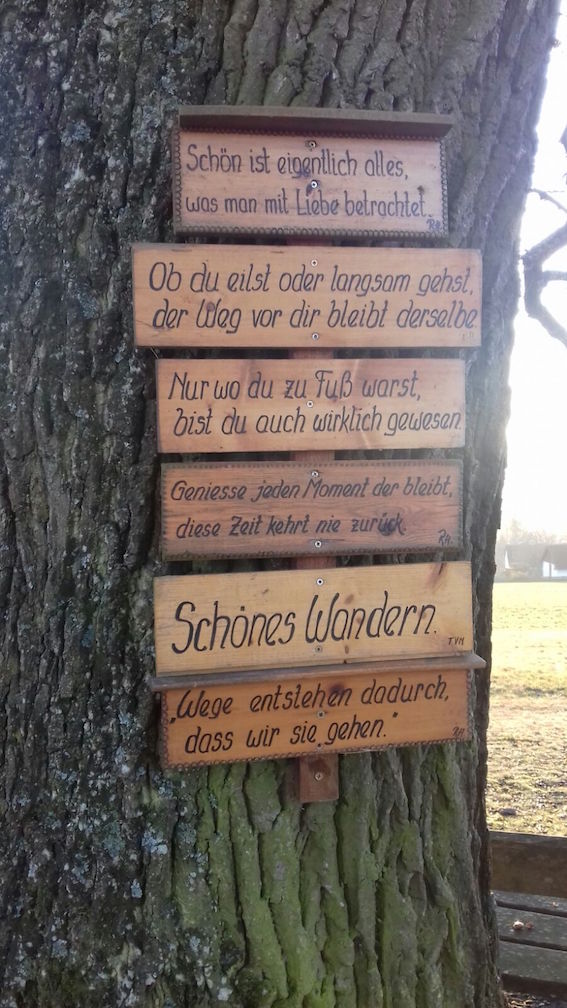 Schön ist eigentlich alles,
was man mit Liebe betrachtet.
Ob du eilst oder langsam gehst,
der Weg vor dir bleibt derselbe
Nur wo du zu Fuß warst,
bist du auch wirklich gewesen
Geniesse jeden Moment der bleibt,
diese Zeit kehrt nie zurück.
Schönes Wandern.
TVM
„Wege entstehen dadurch,
dass wir sie gehen."